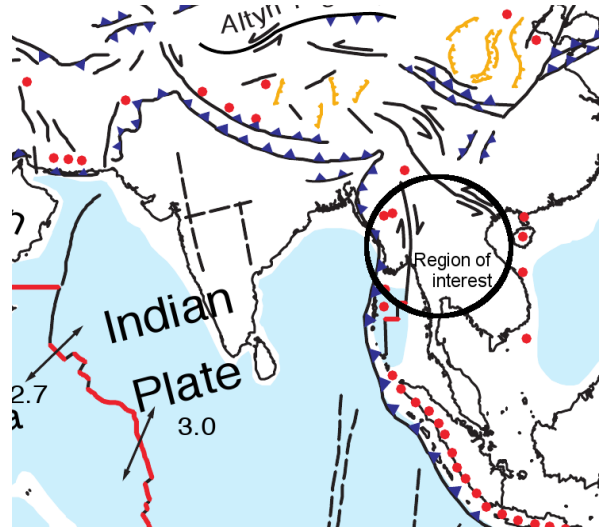 Altyn
Region of
interest
Indian
Plate
2.7
3.0
a